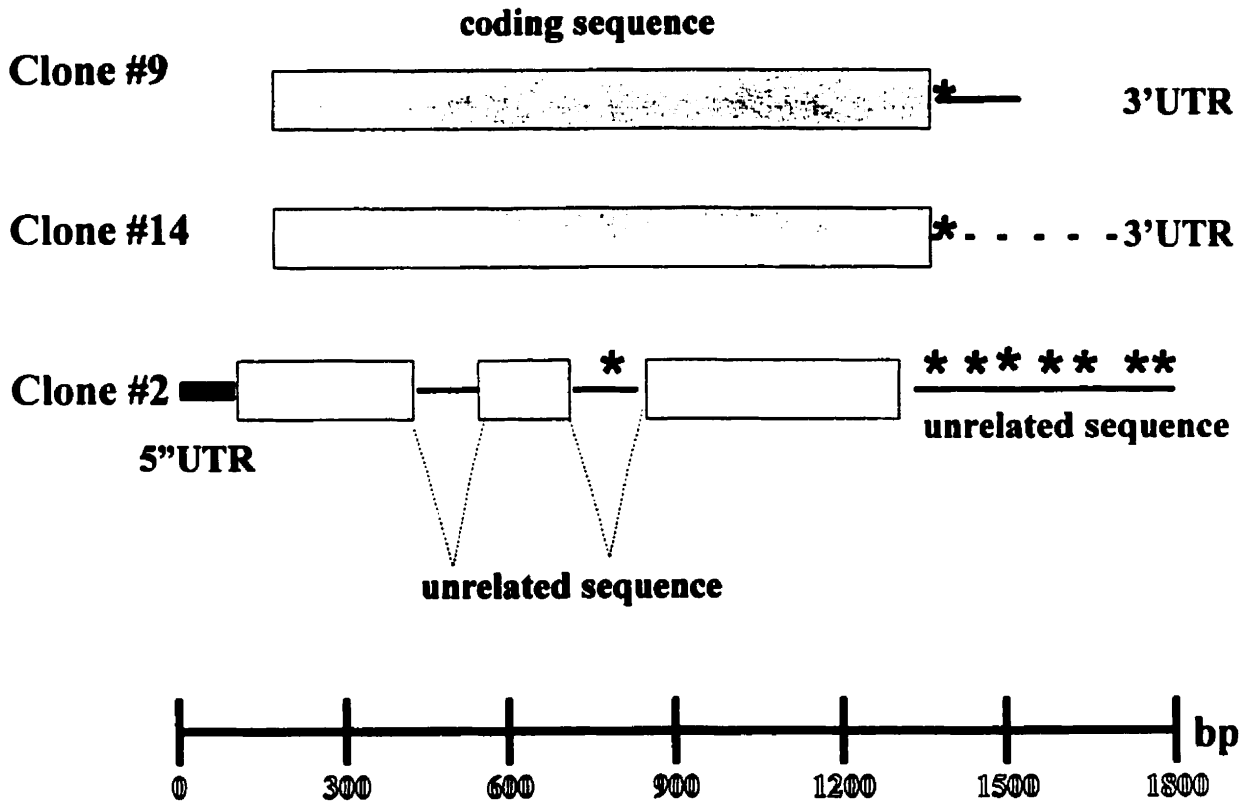 coding sequence
Clone #9
*
3'UTR
Clone #14
*
3'UTR
Clone #2
*
* * * * * * *
unrelated sequence
5"UTR
unrelated sequence
bp
0 300 600 900 1200 1500 1800